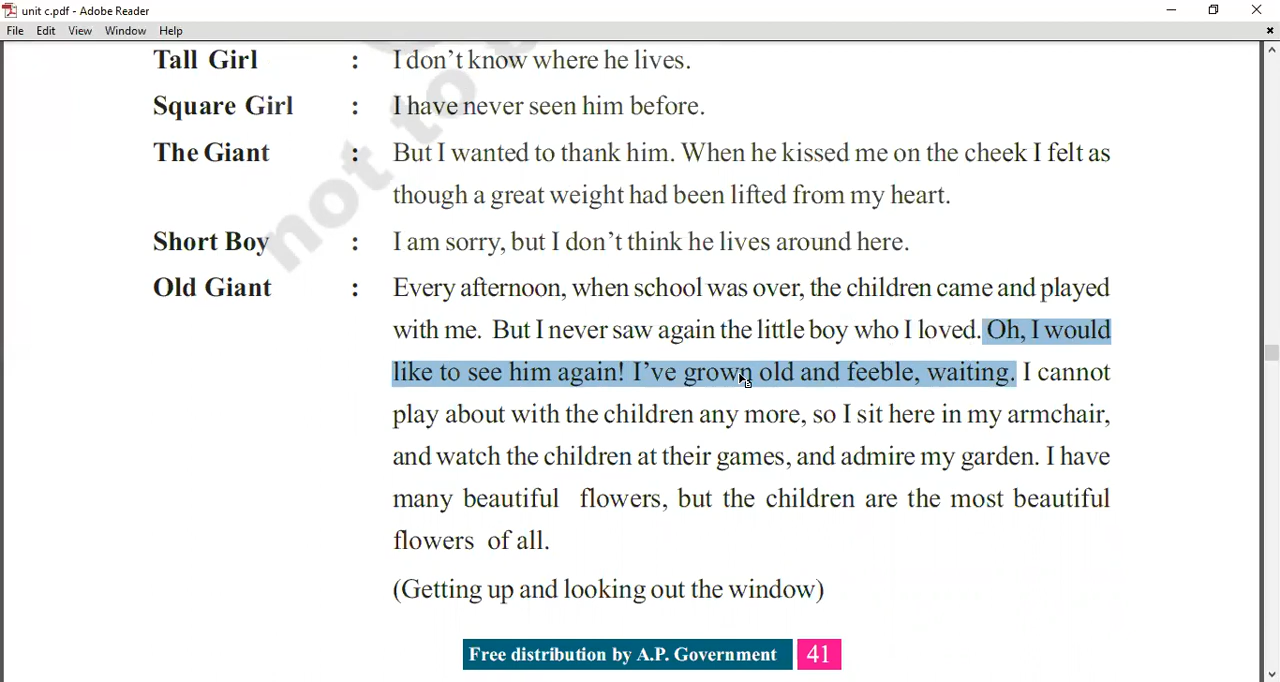 unit c.pdf - Adobe Reader
File Edit View Window Help
Tall Girl : I don't know where he lives.
Square Girl : I have never seen him before.
The Giant : But I wanted to thank him. When he kissed me on the cheek I felt as
though a great weight had been lifted from my heart.
Short Boy : I am sorry, but I don't think he lives around here.
Old Giant : Every afternoon, when school was over, the children came and played
with me. But I never saw again the little boy who I loved. Oh, I would
like to see him again! I've grown old and feeble, waiting. I cannot
play about with the children any more, so I sit here in my armchair,
and watch the children at their games, and admire my garden. I have
many beautiful flowers, but the children are the most beautiful
flowers of all.
(Getting up and looking out the window)
Free distribution by A.P. Government 41
not to